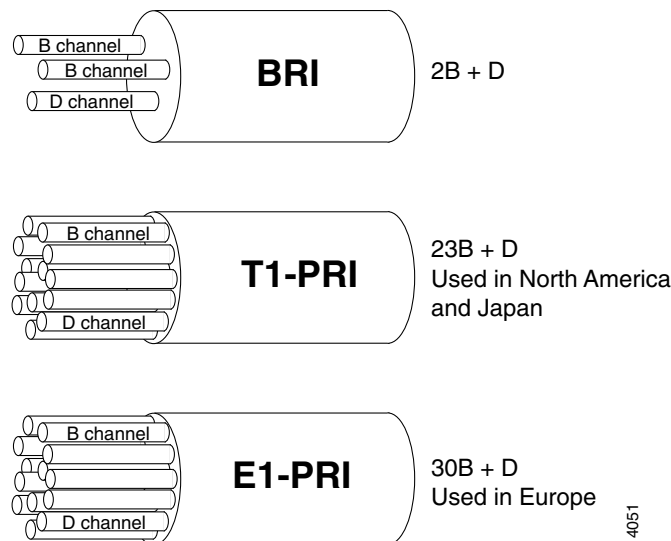 B channel
B channel
D channel
BRI
2B + D
B channel
D channel
T1-PRI
23B + D
Used in North America
and Japan
B channel
D channel
E1-PRI
30B + D
Used in Europe
4051